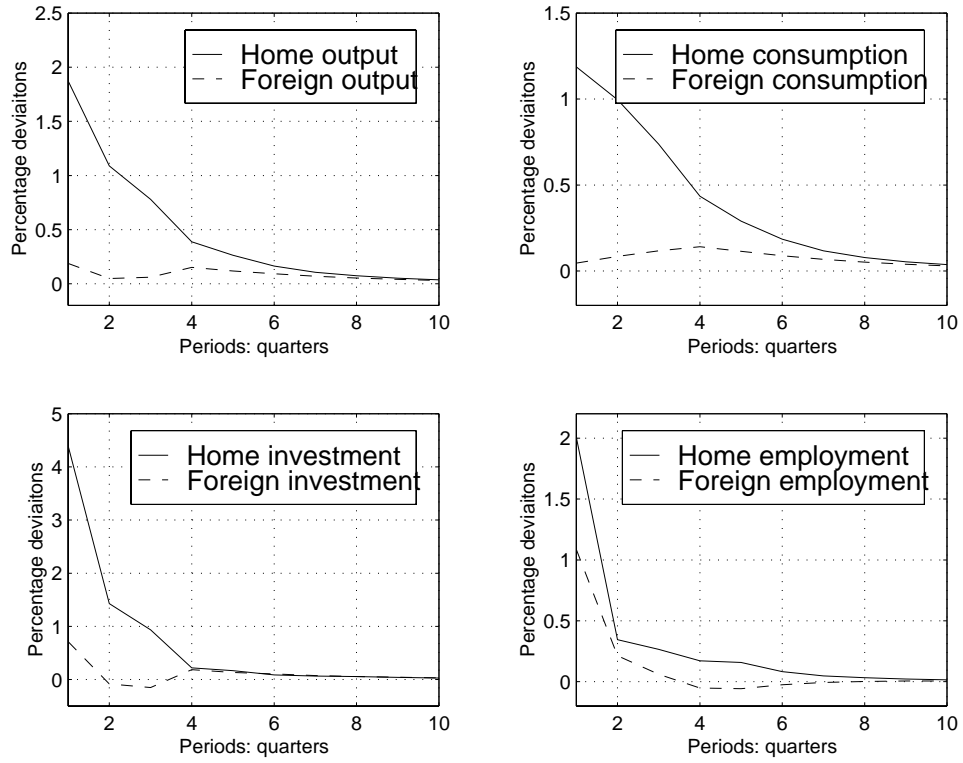 2.5
2
1.5
1
0.5
0
Percentage deviaitons
Home output
Foreign output
2
4
6
8
10
Periods: quarters
1.5
1
0.5
0
Percentage deviaitons
Home consumption
Foreign consumption
2
4
6
8
10
Periods: quarters
5
4
3
2
1
0
Percentage deviaitons
Home investment
Foreign investment
2
4
6
8
10
Periods: quarters
2
1.5
1
0.5
0
Percentage deviaitons
Home employment
Foreign employment
2
4
6
8
10
Periods: quarters